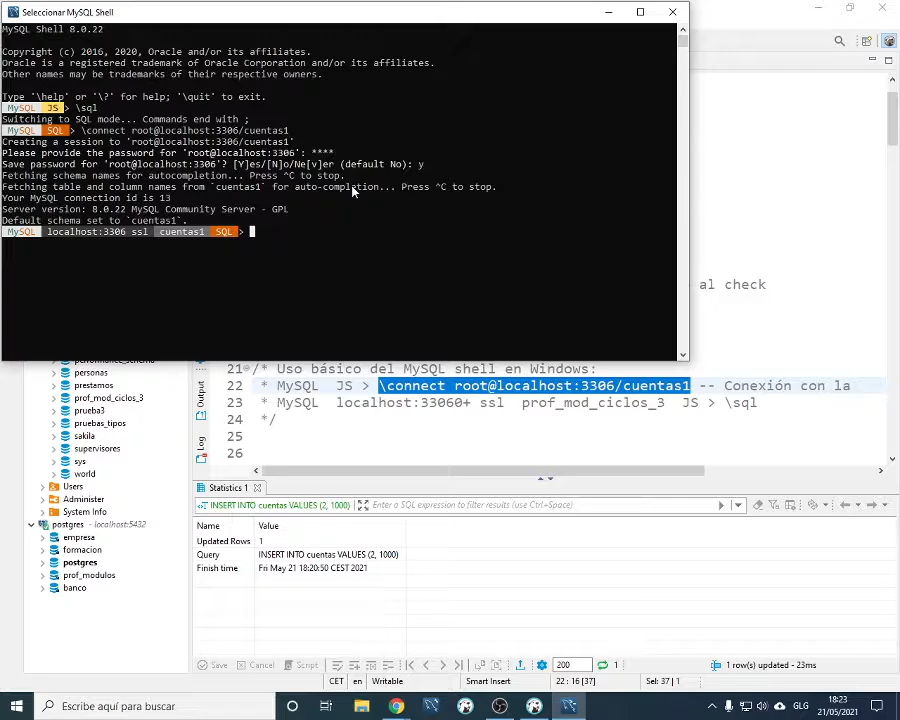 Seleccionar MySQL Shell
MySQL Shell 8.0.22
Copyright (c) 2016, 2020, Oracle and/or its affiliates.
Oracle is a registered trademark of Oracle Corporation and/or its affiliates.
Other names may be trademarks of their respective owners.
Type '\help' or '\?' for help; '\quit' to exit.
MySQL JS > \sql
Switching to SQL mode... Commands end with ;
MySQL SQL > \connect root@localhost:3306/cuentas1
Creating a session to 'root@localhost:3306/cuentas1'
Please provide the password for 'root@localhost:3306': ****
Save password for 'root@localhost:3306'? [Y]es/[N]o/Ne[v]er (default No): y
Fetching schema names for autocompletion... Press ^C to stop.
Fetching table and column names from `cuentas1` for auto-completion... Press ^C to stop.
Your MySQL connection id is 13
Server version: 8.0.22 MySQL Community Server - GPL
Default schema set to `cuentas1`.
MySQL localhost:3306 ssl cuentas1 SQL >
al check
personas
prestamos
prof_mod_ciclos_3
prueba3
pruebas_tipos
sakila
supervisores
sys
world
Users
Administer
System Info
postgres - localhost:5432
empresa
formacion
postgres
prof_modulos
banco
Output
Log
21 /* Uso básico del MySQL shell en Windows:
22 * MySQL JS > \connect root@localhost:3306/cuentas1 -- Conexión con la
23 * MySQL localhost:33060+ ssl prof_mod_ciclos_3 JS > \sql
24 */
25
26
Statistics 1
INSERT INTO cuentas VALUES (2, 1000) Enter a SQL expression to filter results (use Ctrl+Space)
Name Value
Updated Rows 1
Query INSERT INTO cuentas VALUES (2, 1000)
Finish time Fri May 21 18:20:50 CEST 2021
Save Cancel Script 200 1 1 row(s) updated - 23ms
CET en Writable Smart Insert 22 : 16 [37] Sel: 37 | 1
Escribe aquí para buscar
GLG
18:23
21/05/2021